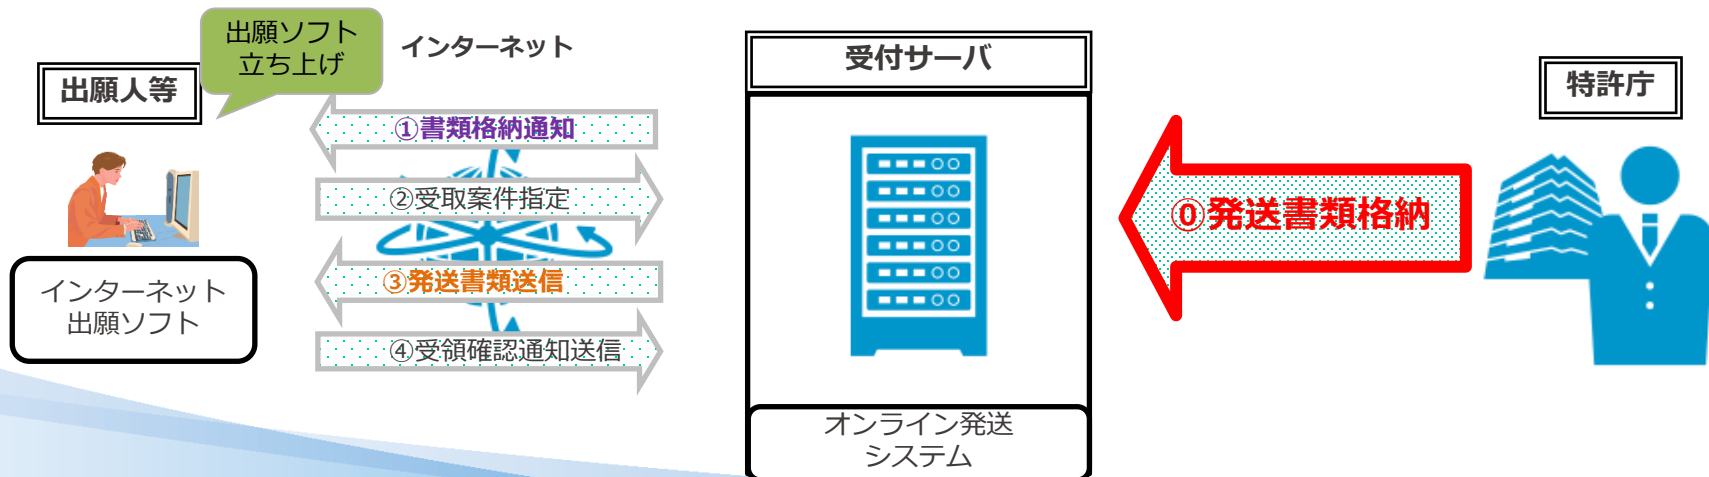 出願ソフト
立ち上げ
インターネット
受付サーバ
出願人等
特許庁
①書類格納通知
②受取案件指定
⓪発送書類格納
③発送書類送信
インターネット
出願ソフト
④受領確認通知送信
オンライン発送
システム